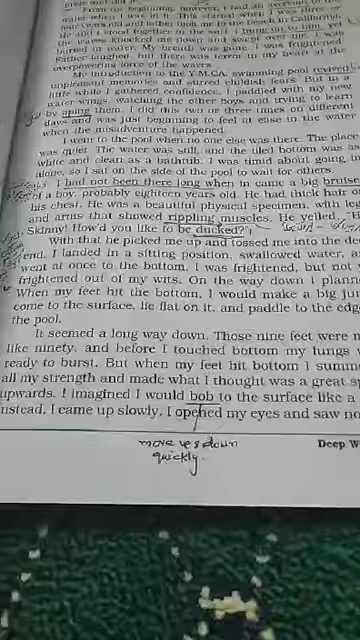 From the beginning, however, I had an aversion to the
water when I was in it. This started when I was three or
four years old and father took me to the beach in California.
He and I stood together in the surf. I hung on to him, yet
the waves knocked me down and swept over me. I was
buried in water. My breath was gone. I was frightened.
Father laughed, but there was terror in my heart at the
overpowering force of the waves.
My introduction to the Y.M.C.A. swimming pool revived
unpleasant memories and stirred childish fears. But in a
little while I gathered confidence. I paddled with my new
water wings, watching the other boys and trying to learn
by aping them. I did this two or three times on different
days and was just beginning to feel at ease in the water
when the misadventure happened.
I went to the pool when no one else was there. The place
was quiet. The water was still, and the tiled bottom was as
white and clean as a bathtub. I was timid about going in
alone, so I sat on the side of the pool to wait for others.
I had not been there long when in came a big bruise
of a boy, probably eighteen years old. He had thick hair on
his chest. He was a beautiful physical specimen, with leg
and arms that showed rippling muscles. He yelled, "H
Skinny! How'd you like to be ducked?"
With that he picked me up and tossed me into the dee
end. I landed in a sitting position, swallowed water, a
went at once to the bottom. I was frightened, but not
frightened out of my wits. On the way down I plann
When my feet hit the bottom, I would make a big jur
come to the surface, lie flat on it, and paddle to the edg
the pool.
It seemed a long way down. Those nine feet were m
like ninety, and before I touched bottom my lungs
ready to burst. But when my feet hit bottom I summ
all my strength and made what I thought was a great s
upwards. I imagined I would bob to the surface like a
instead, I came up slowly. I opened my eyes and saw no
move up & down
quickly.
Deep W